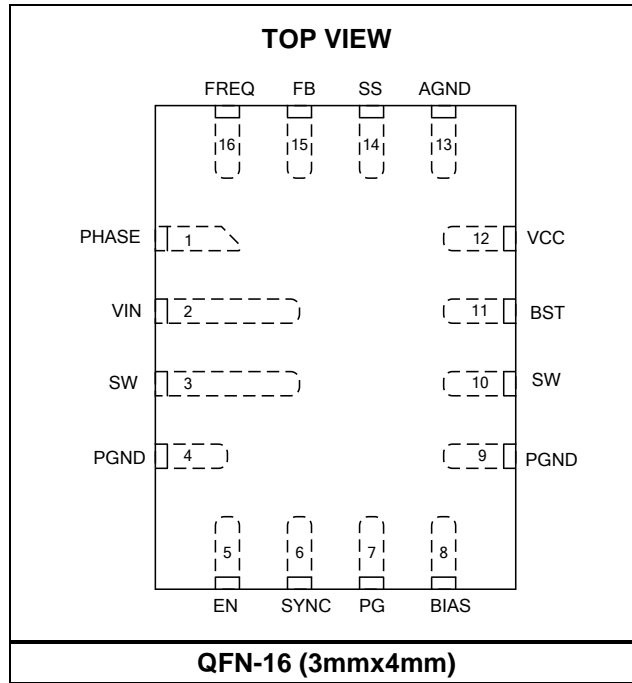 TOP VIEW
FREQ FB SS AGND
16 15 14 13
PHASE 1 12 VCC
VIN 2 11 BST
SW 3 10 SW
PGND 4 9 PGND
5 6 7 8
EN SYNC PG BIAS
QFN-16 (3mmx4mm)